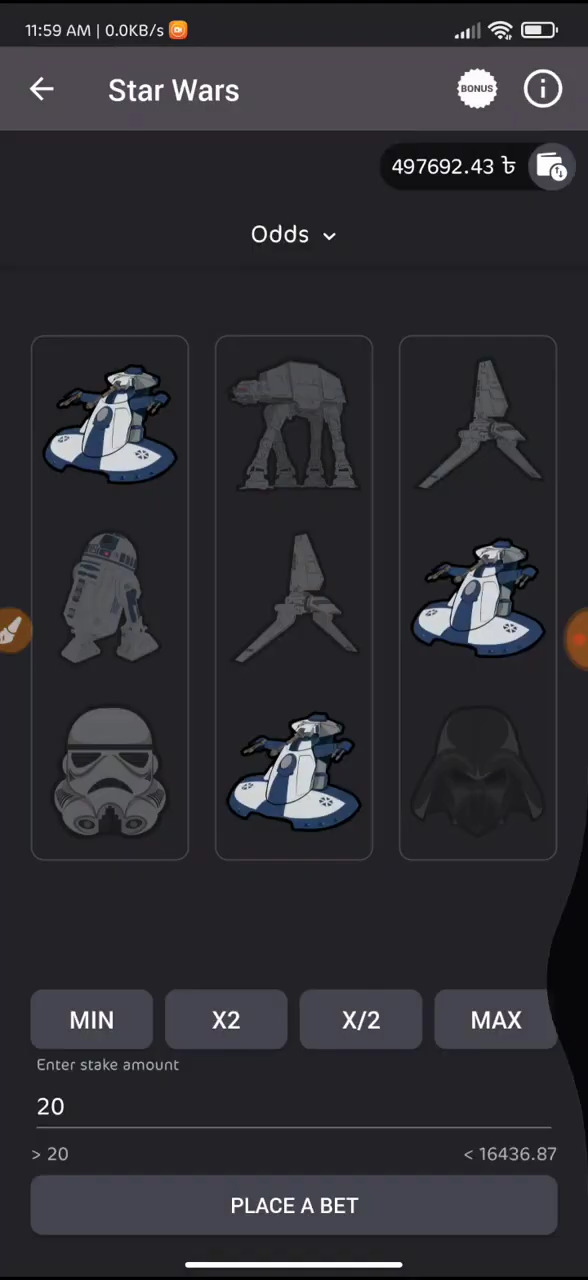 11:59 AM | 0.0KB/s
Star Wars
BONUS
497692.43 ৳
Odds
MIN
X2
X/2
MAX
Enter stake amount
20
> 20
< 16436.87
PLACE A BET